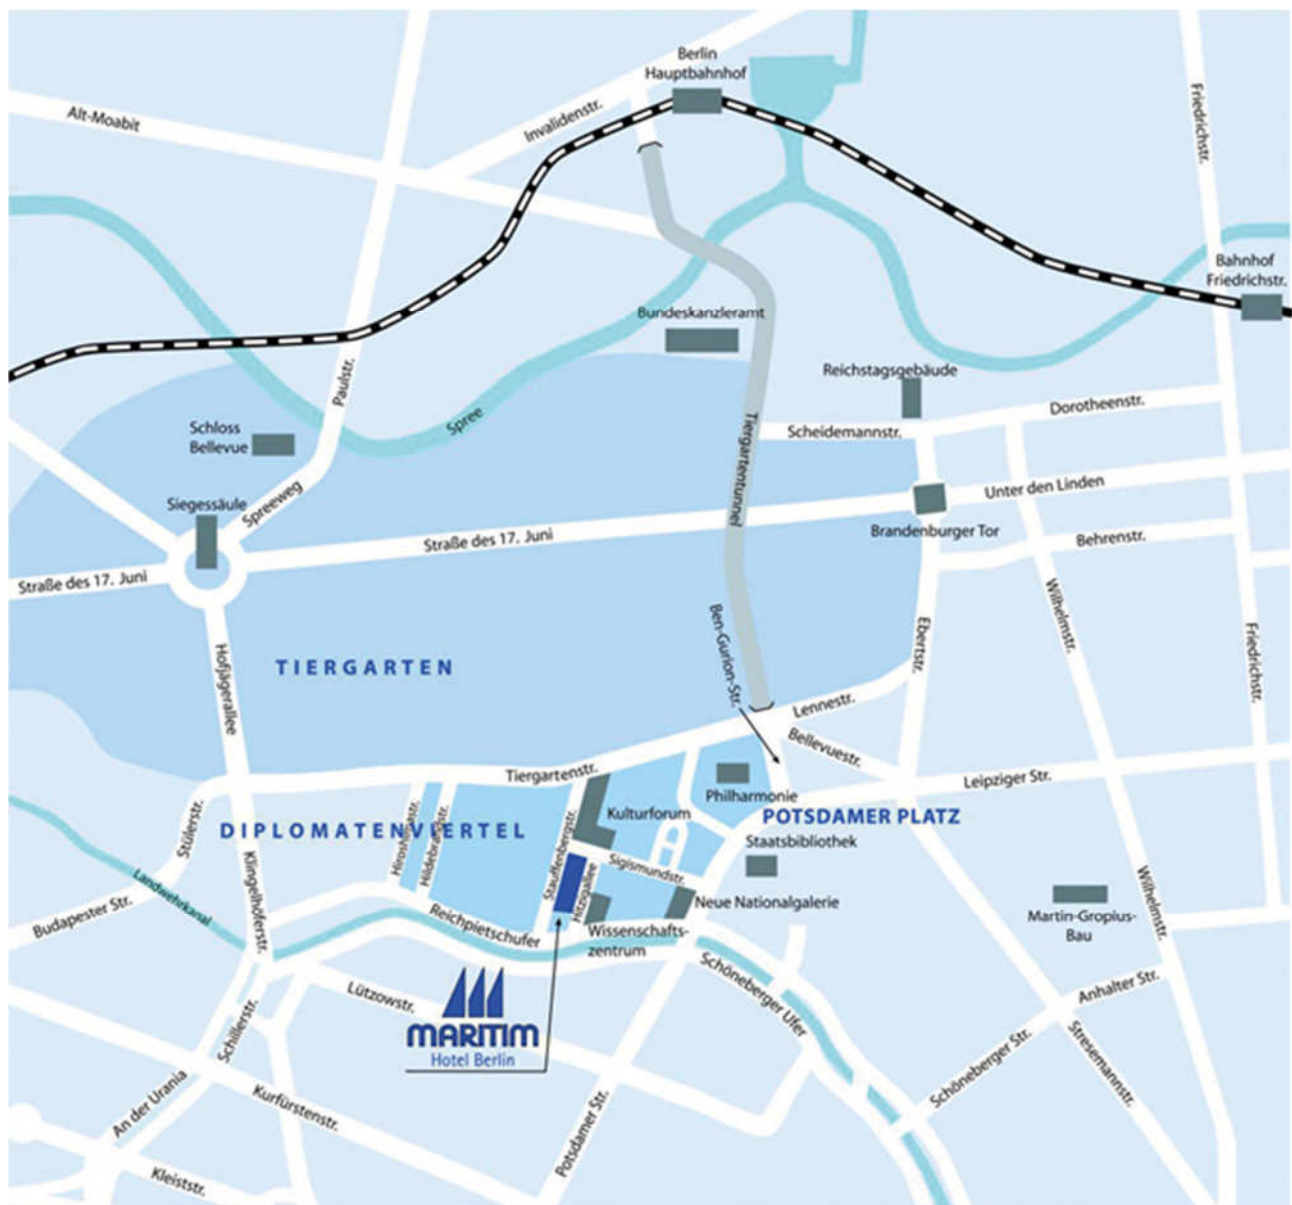 Berlin
Hauptbahnhof
Alt-Moabit
Invalidenstr.
Friedrichstr.
Bahnhof
Friedrichstr.
Bundeskanzleramt
Reichstagsgebäude
Paulstr.
Dorotheenstr.
Schloss
Bellevue
Spree
Scheidemannstr.
Tiergartentunnel
Siegessäule
Spreeweg
Unter den Linden
Brandenburger Tor
Straße des 17. Juni
Behrenstr.
Straße des 17. Juni
Wilhelmstr.
Ben-Gurion-Str.
Ebertstr.
Friedrichstr.
Hofjägerallee
TIERGARTEN
Lennestr.
Bellevuestr.
Tiergartenstr.
Leipziger Str.
Philharmonie
Stülerstr.
Hiroshimastr.
Hildebrandstr.
Kulturforum
POTSDAMER PLATZ
DIPLOMATENVIERTEL
Staatsbibliothek
Stauffenbergstr.
Sigismundstr.
Klingelhöferstr.
Landwehrkanal
Hitzigallee
Budapester Str.
Reichpietschufer
Neue Nationalgalerie
Wilhelmstr.
Martin-Gropius-
Bau
Wissenschafts-
zentrum
Schöneberger Ufer
Lützowstr.
Anhalter Str.
MARITIM
Hotel Berlin
Schillerstr.
Schöneberger Str.
Stresemannstr.
An der Urania
Kurfürstenstr.
Potsdamer Str.
Kleiststr.